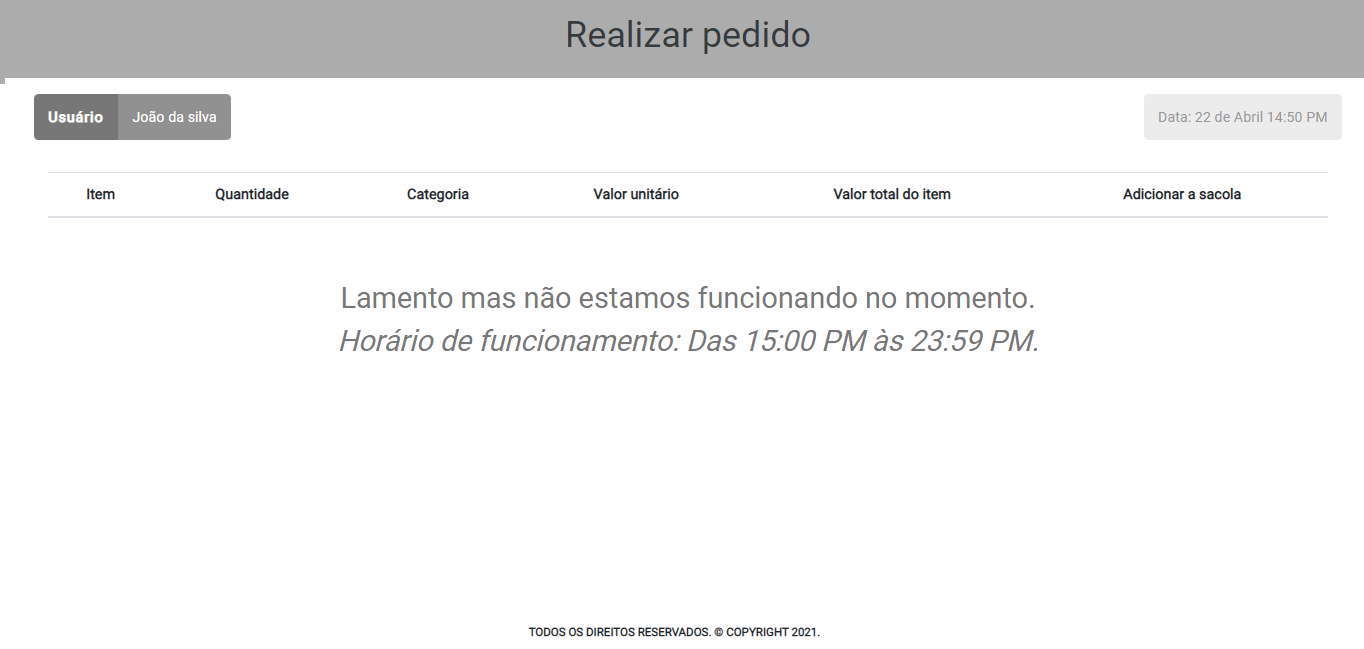 Realizar pedido
Usuário João da silva
Data: 22 de Abril 14:50 PM
Item Quantidade Categoria Valor unitário Valor total do item Adicionar a sacola
Lamento mas não estamos funcionando no momento.
Horário de funcionamento: Das 15:00 PM às 23:59 PM.
TODOS OS DIREITOS RESERVADOS. © COPYRIGHT 2021.